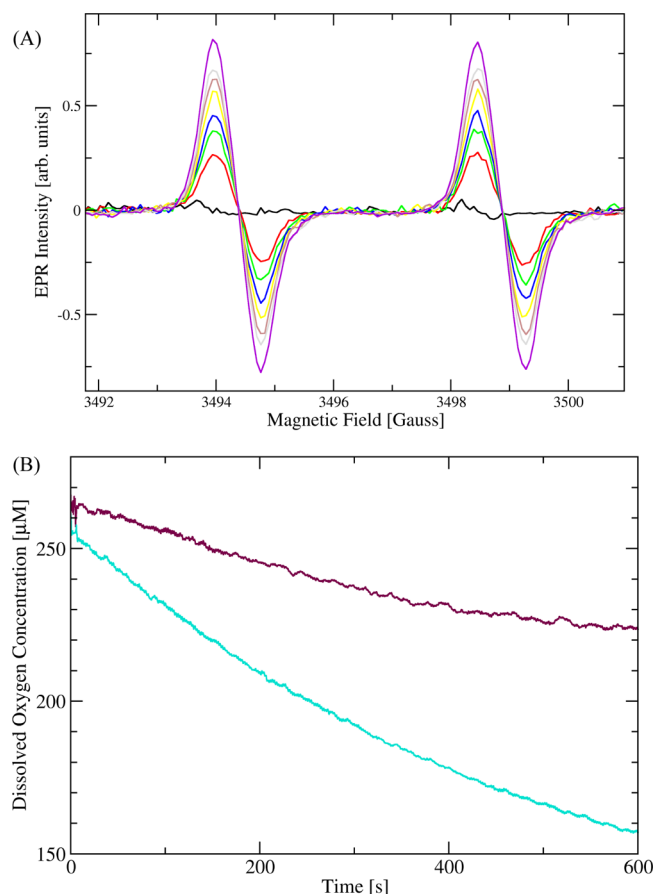 (A)
0.5
0
-0.5
EPR Intensity [arb. units]
3492
3494
3496
3498
3500
Magnetic Field [Gauss]
(B)
250
200
150
Dissolved Oxygen Concentration [µM]
0
200
400
600
Time [s]